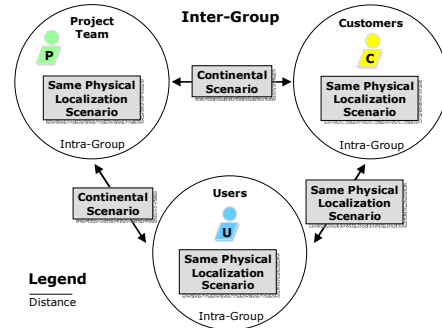 Inter-Group
Project
Team
P
Same Physical
Localization
Scenario
Intra-Group
Continental
Scenario
Customers
C
Same Physical
Localization
Scenario
Intra-Group
Continental
Scenario
Same Physical
Localization
Scenario
Users
U
Same Physical
Localization
Scenario
Intra-Group
Legend
Distance